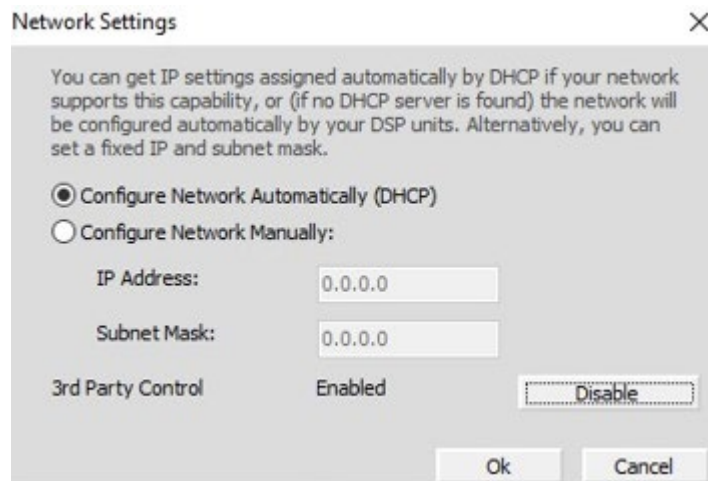 Network Settings
You can get IP settings assigned automatically by DHCP if your network
supports this capability, or (if no DHCP server is found) the network will
be configured automatically by your DSP units. Alternatively, you can
set a fixed IP and subnet mask.
Configure Network Automatically (DHCP)
Configure Network Manually:
IP Address: 0.0.0.0
Subnet Mask: 0.0.0.0
3rd Party Control Enabled Disable
Ok Cancel